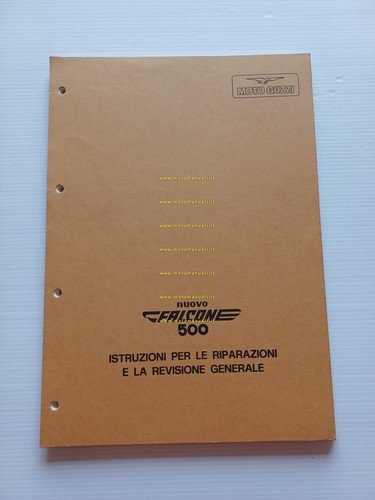 MOTO GUZZI
www.motomanuali.it
www.motomanuali.it
www.motomanuali.it
www.motomanuali.it
www.motomanuali.it
www.motomanuali.it
nuovo
FALCONE
www.motomanuali.it
500
ISTRUZIONI PER LE RIPARAZIONI
E LA REVISIONE GENERALE